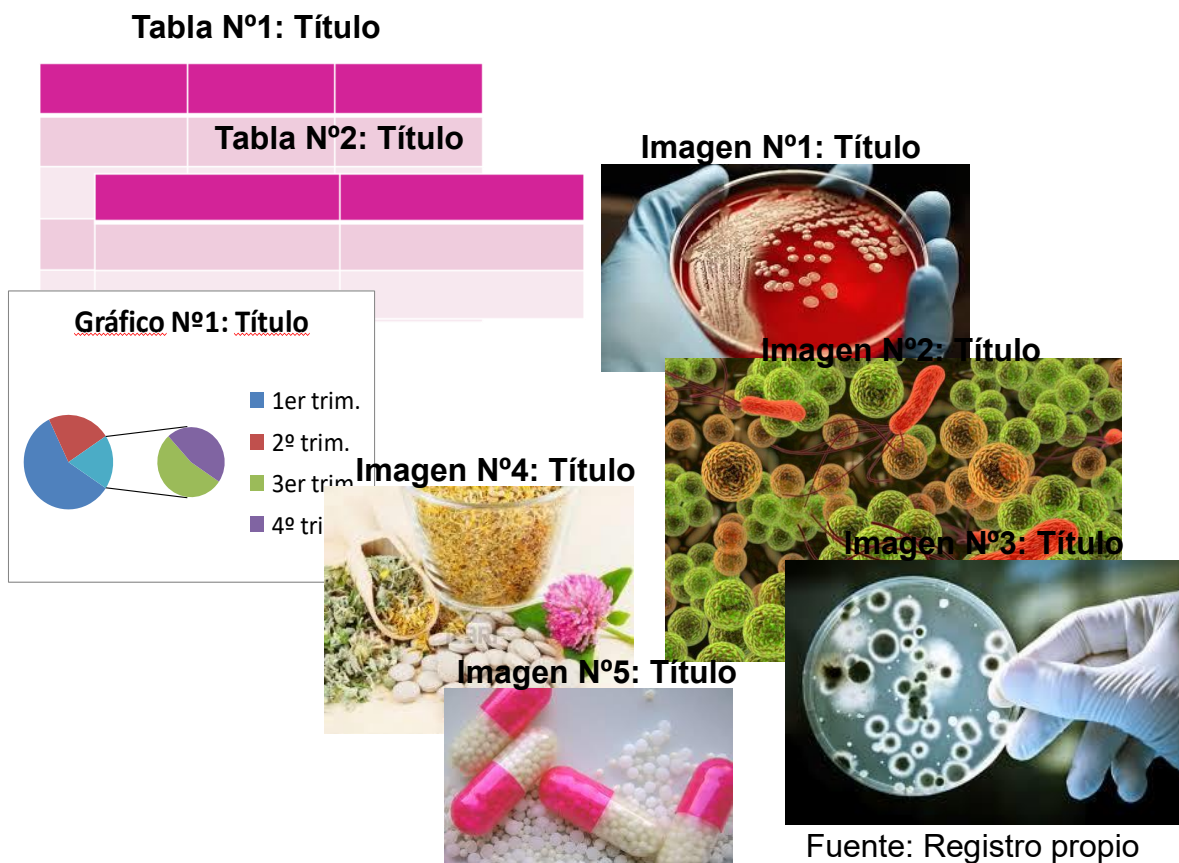 Tabla Nº1: Título
Tabla Nº2: Título
Imagen Nº1: Título
Gráfico Nº1: Título
Imagen Nº2: Título
1er trim.
2º trim.
3er trim
4º tri
Imagen Nº4: Título
Imagen Nº3: Título
Imagen Nº5: Título
Fuente: Registro propio